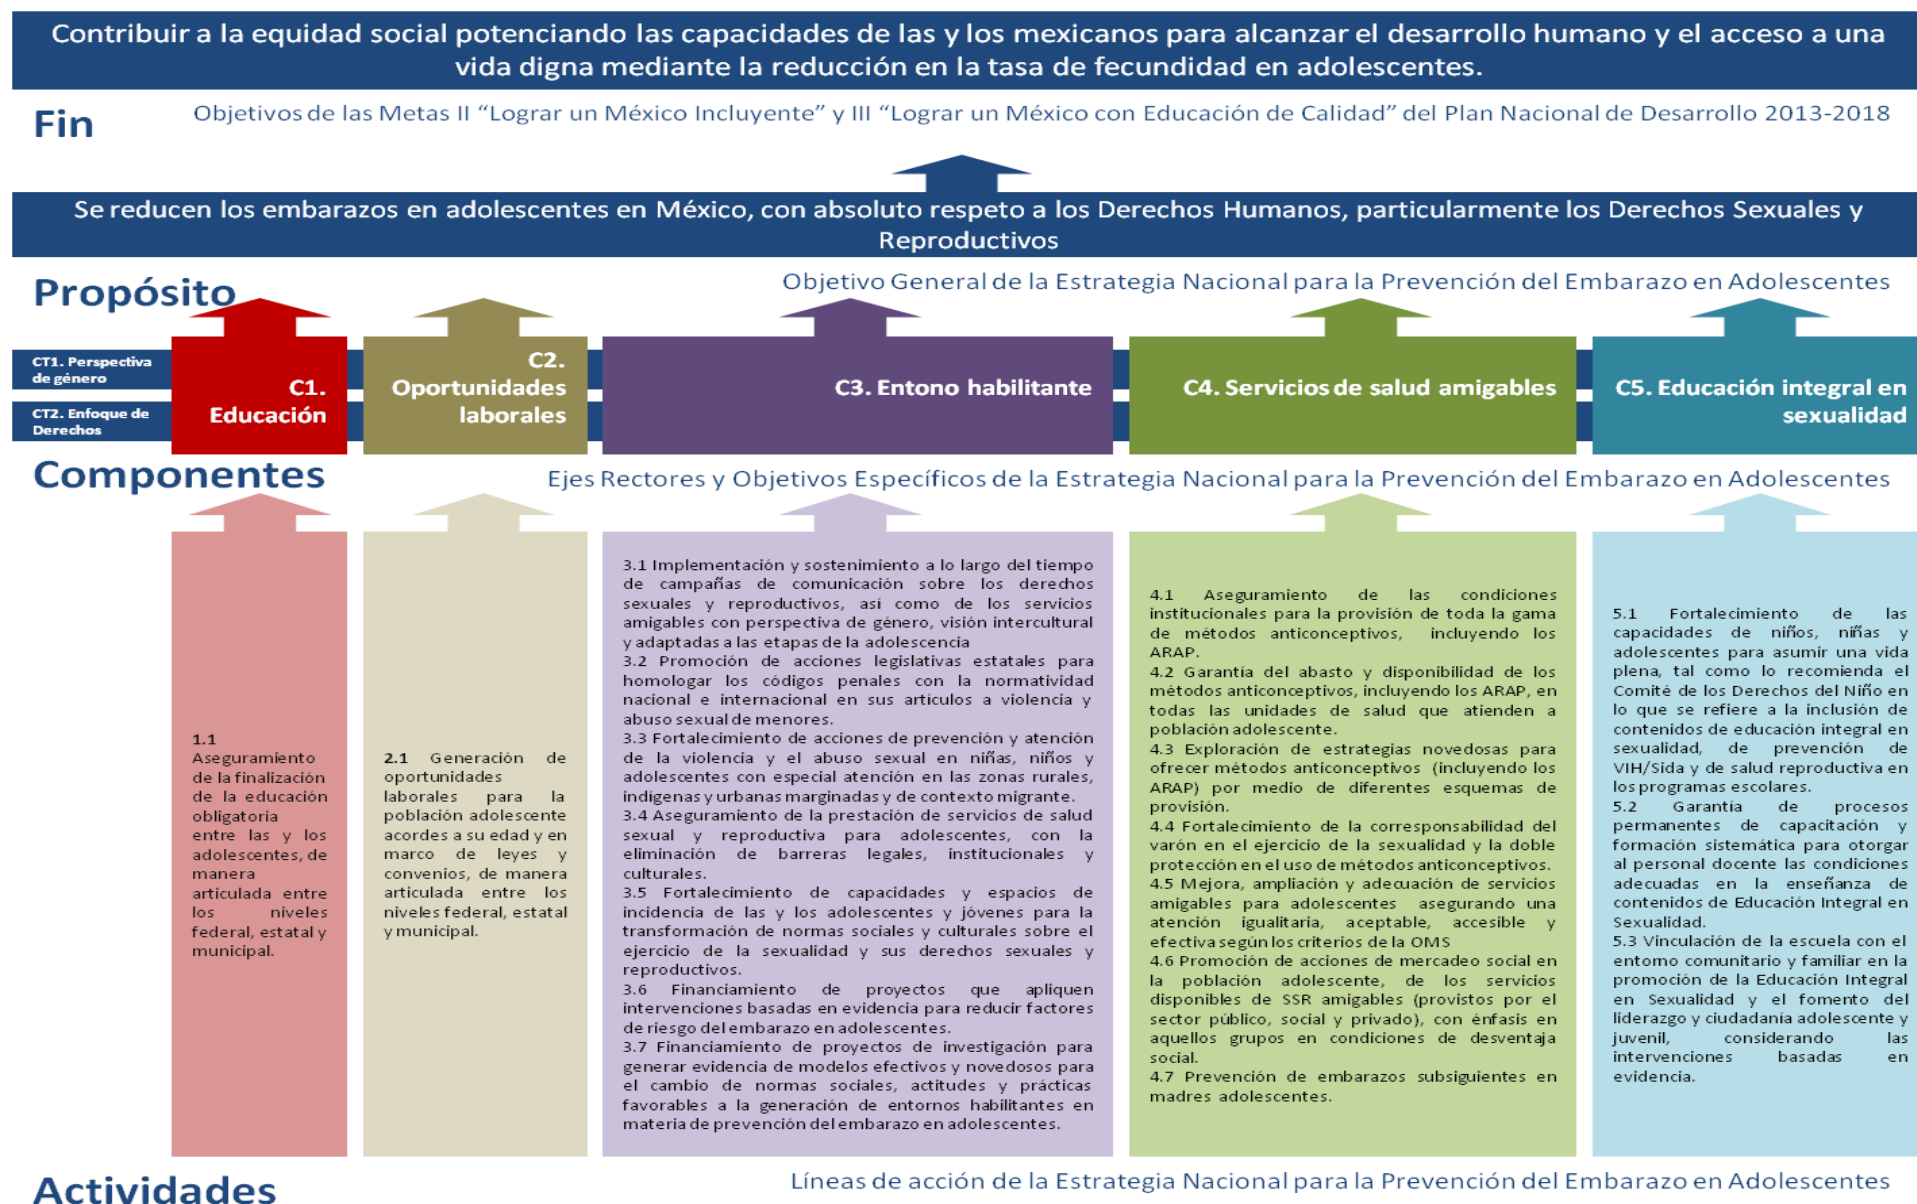 Contribuir a la equidad social potenciando las capacidades de las y los mexicanos para alcanzar el desarrollo humano y el acceso a una
vida digna mediante la reducción en la tasa de fecundidad en adolescentes.
Fin
Objetivos de las Metas II “Lograr un México Incluyente” y III “Lograr un México con Educación de Calidad” del Plan Nacional de Desarrollo 2013-2018
Se reducen los embarazos en adolescentes en México, con absoluto respeto a los Derechos Humanos, particularmente los Derechos Sexuales y
Reproductivos
Propósito
Objetivo General de la Estrategia Nacional para la Prevención del Embarazo en Adolescentes
CT1. Perspectiva
de género
CT2. Enfoque de
Derechos
C1.
Educación
C2.
Oportunidades
laborales
C3. Entono habilitante
C4. Servicios de salud amigables
C5. Educación integral en
sexualidad
Componentes
Ejes Rectores y Objetivos Específicos de la Estrategia Nacional para la Prevención del Embarazo en Adolescentes
1.1
Aseguramiento
de la finalización
de la educación
obligatoria
entre las y los
adolescentes, de
manera
articulada entre
los niveles
federal, estatal y
municipal.
2.1 Generación de
oportunidades
laborales para la
población adolescente
acordes a su edad y en
marco de leyes y
convenios, de manera
articulada entre los
niveles federal, estatal
y municipal.
3.1 Implementación y sostenimiento a lo largo del tiempo
de campañas de comunicación sobre los derechos
sexuales y reproductivos, así como de los servicios
amigables con perspectiva de género, visión intercultural
y adaptadas a las etapas de la adolescencia
3.2 Promoción de acciones legislativas estatales para
homologar los códigos penales con la normatividad
nacional e internacional en sus artículos a violencia y
abuso sexual de menores.
3.3 Fortalecimiento de acciones de prevención y atención
de la violencia y el abuso sexual en niñas, niños y
adolescentes con especial atención en las zonas rurales,
indígenas y urbanas marginadas y de contexto migrante.
3.4 Aseguramiento de la prestación de servicios de salud
sexual y reproductiva para adolescentes, con la
eliminación de barreras legales, institucionales y
culturales.
3.5 Fortalecimiento de capacidades y espacios de
incidencia de las y los adolescentes y jóvenes para la
transformación de normas sociales y culturales sobre el
ejercicio de la sexualidad y sus derechos sexuales y
reproductivos.
3.6 Financiamiento de proyectos que apliquen
intervenciones basadas en evidencia para reducir factores
de riesgo del embarazo en adolescentes.
3.7 Financiamiento de proyectos de investigación para
generar evidencia de modelos efectivos y novedosos para
el cambio de normas sociales, actitudes y prácticas
favorables a la generación de entornos habilitantes en
materia de prevención del embarazo en adolescentes.
4.1 Aseguramiento de las condiciones
institucionales para la provisión de toda la gama
de métodos anticonceptivos, incluyendo los
ARAP.
4.2 Garantía del abasto y disponibilidad de los
métodos anticonceptivos, incluyendo los ARAP, en
todas las unidades de salud que atienden a
población adolescente.
4.3 Exploración de estrategias novedosas para
ofrecer métodos anticonceptivos (incluyendo los
ARAP) por medio de diferentes esquemas de
provisión.
4.4 Fortalecimiento de la corresponsabilidad del
varón en el ejercicio de la sexualidad y la doble
protección en el uso de métodos anticonceptivos.
4.5 Mejora, ampliación y adecuación de servicios
amigables para adolescentes asegurando una
atención igualitaria, aceptable, accesible y
efectiva según los criterios de la OMS
4.6 Promoción de acciones de mercadeo social en
la población adolescente, de los servicios
disponibles de SSR amigables (provistos por el
sector público, social y privado), con énfasis en
aquellos grupos en condiciones de desventaja
social.
4.7 Prevención de embarazos subsiguientes en
madres adolescentes.
5.1 Fortalecimiento de las
capacidades de niños, niñas y
adolescentes para asumir una vida
plena, tal como lo recomienda el
Comité de los Derechos del Niño en
lo que se refiere a la inclusión de
contenidos de educación integral en
sexualidad, de prevención de
VIH/Sida y de salud reproductiva en
los programas escolares.
5.2 Garantía de procesos
permanentes de capacitación y
formación sistemática para otorgar
al personal docente las condiciones
adecuadas en la enseñanza de
contenidos de Educación Integral en
Sexualidad.
5.3 Vinculación de la escuela con el
entorno comunitario y familiar en la
promoción de la Educación Integral
en Sexualidad y el fomento del
liderazgo y ciudadanía adolescente y
juvenil, considerando las
intervenciones basadas en
evidencia.
Actividades
Líneas de acción de la Estrategia Nacional para la Prevención del Embarazo en Adolescentes